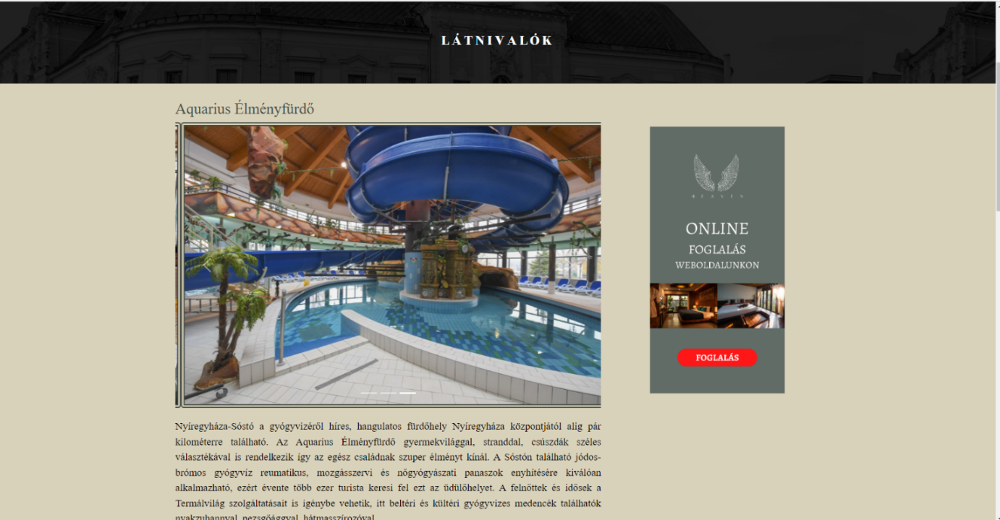 LÁTNIVALÓK
Aquarius Élményfürdő
Nyíregyháza-Sóstó a gyógyvizéről híres, hangulatos fürdőhely Nyíregyháza központjától alig pár
kilométerre található. Az Aquarius Élményfürdő gyermekvilággal, stranddal, csúszdák széles
választékával is rendelkezik így az egész családnak szuper élményt kínál. A Sóstón található jódos-
brómos gyógyvíz reumatikus, mozgásszervi és nőgyógyászati panaszok enyhítésére kiválóan
alkalmazható, ezért évente több ezer turista keresi fel ezt az üdülőhelyet. A felnőttek és idősek a
Termálvilág szolgáltatásait is igénybe vehetik, itt beltéri és kültéri gyógyvizes medencék találhatók
nyakzuhannyal, pezsgőággyal, hátmasszírozóval.
HEAVEN
ONLINE
FOGLALÁS
WEBOLDALUNKON
FOGLALÁS